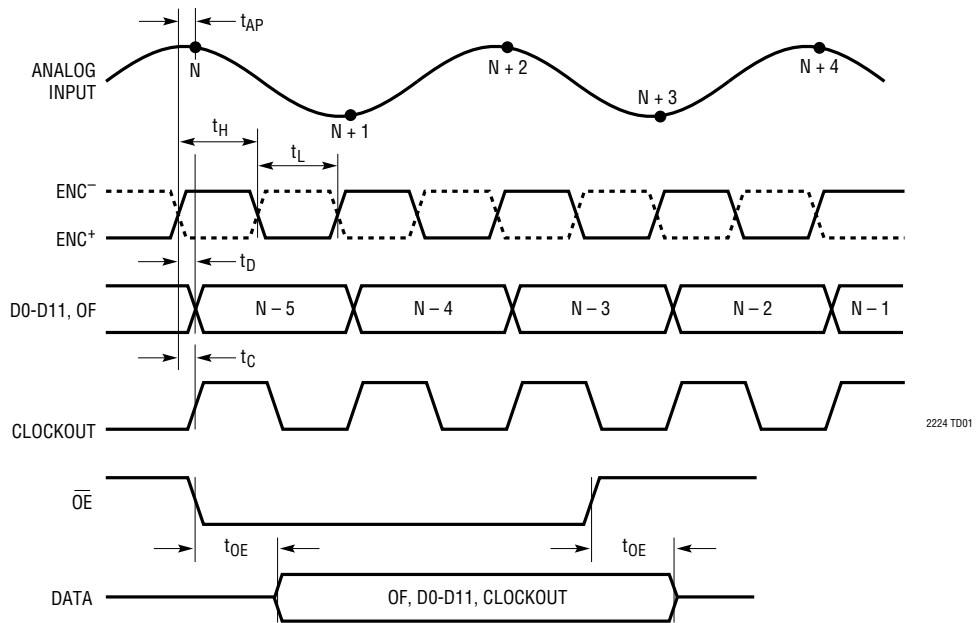 tAP
ANALOG
INPUT
N
N + 1
N + 2
N + 3
N + 4
tH
tL
ENC–
ENC+
tD
D0-D11, OF
N – 5
N – 4
N – 3
N – 2
N – 1
tC
CLOCKOUT
2224 TD01
O̅E̅
tOE
tOE
DATA
OF, D0-D11, CLOCKOUT